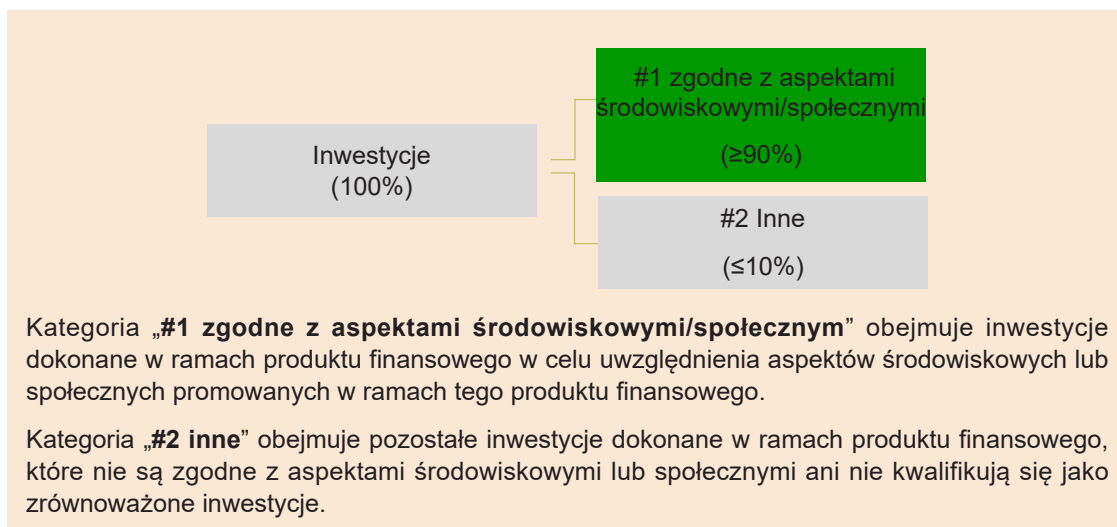 #1 zgodne z aspektami
środowiskowymi/społecznymi
(≥90%)
Inwestycje
(100%)
#2 Inne
(≤10%)
Kategoria „#1 zgodne z aspektami środowiskowymi/społecznym” obejmuje inwestycje
dokonane w ramach produktu finansowego w celu uwzględnienia aspektów środowiskowych lub
społecznych promowanych w ramach tego produktu finansowego.
Kategoria „#2 inne” obejmuje pozostałe inwestycje dokonane w ramach produktu finansowego,
które nie są zgodne z aspektami środowiskowymi lub społecznymi ani nie kwalifikują się jako
zrównoważone inwestycje.